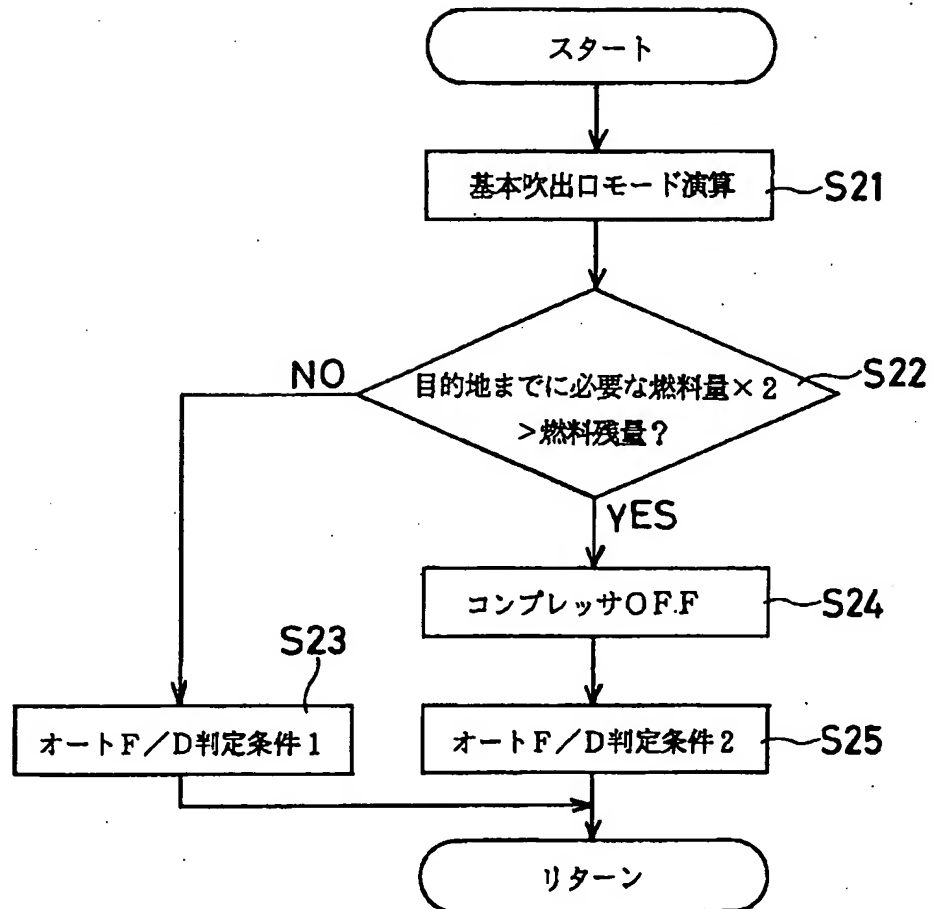 スタート
基本吹出口モード演算
S21
目的地までに必要な燃料量×2
>燃料残量?
S22
NO
YES
コンプレッサOF.F
S24
S23
オートF/D判定条件1
オートF/D判定条件2
S25
リターン